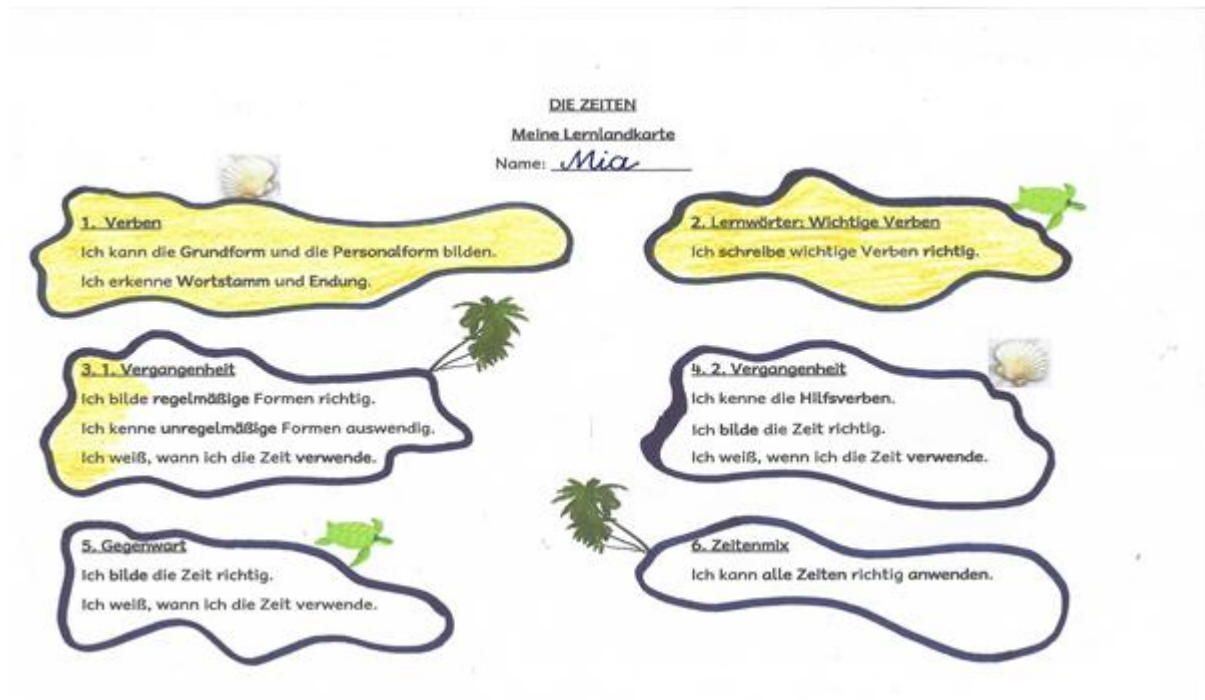 DIE ZEITEN
Meine Lernlandkarte
Name: Mia
1. Verben
Ich kann die Grundform und die Personalform bilden.
Ich erkenne Wortstamm und Endung.
2. Lernwörter: Wichtige Verben
Ich schreibe wichtige Verben richtig.
3. 1. Vergangenheit
Ich bilde regelmäßige Formen richtig.
Ich kenne unregelmäßige Formen auswendig.
Ich weiß, wann ich die Zeit verwende.
4. 2. Vergangenheit
Ich kenne die Hilfsverben.
Ich bilde die Zeit richtig.
Ich weiß, wenn ich die Zeit verwende.
5. Gegenwart
Ich bilde die Zeit richtig.
Ich weiß, wann ich die Zeit verwende.
6. Zeitenmix
Ich kann alle Zeiten richtig anwenden.